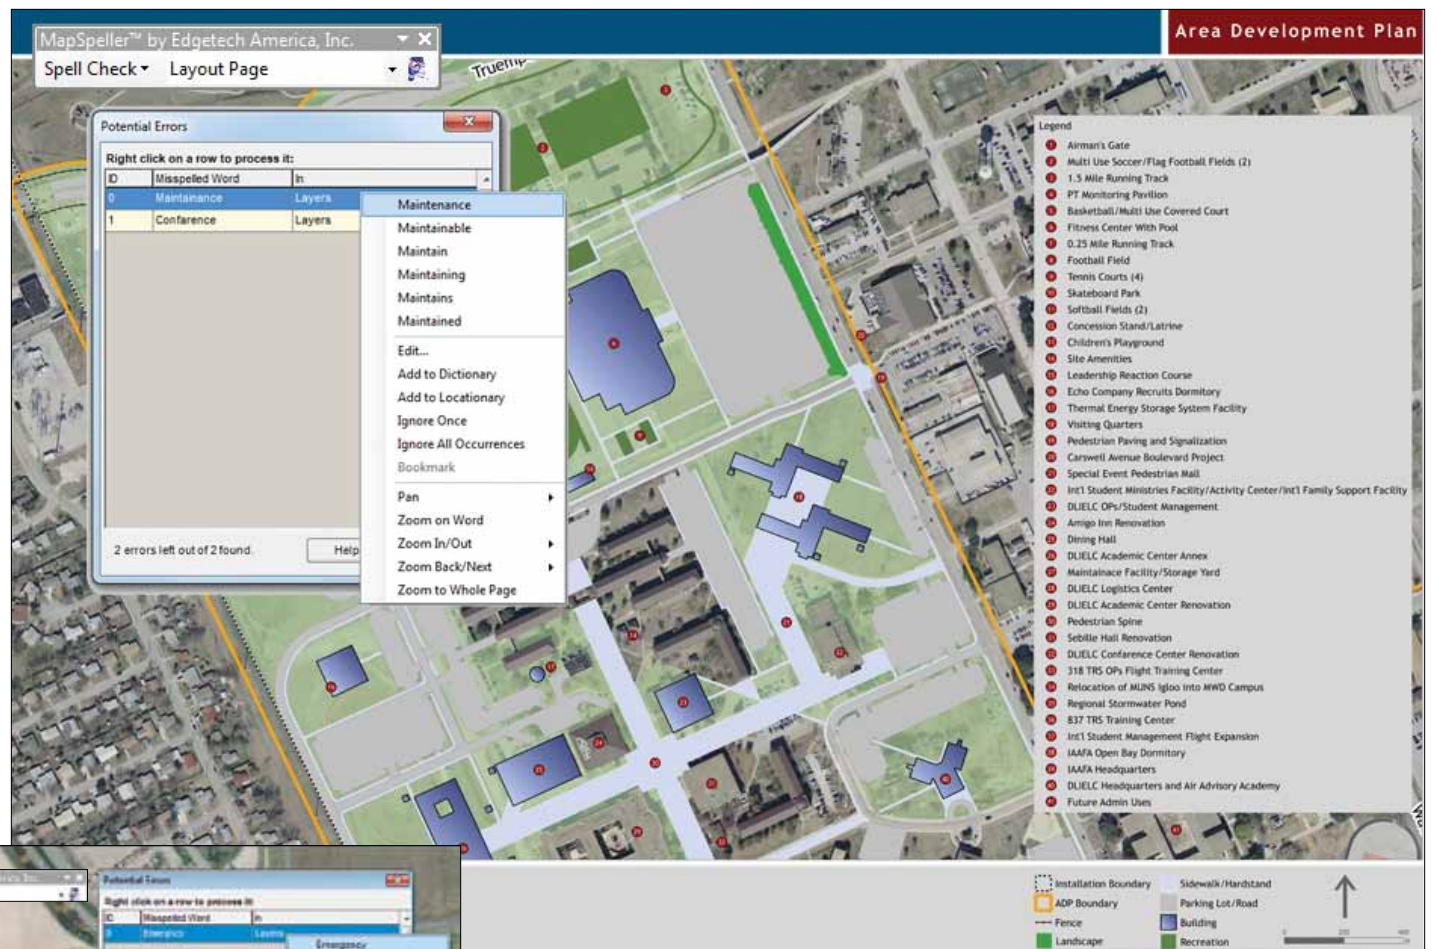 Area Development Plan
MapSpeller™ by Edgetech America, Inc.
Spell Check
Layout Page
Potential Errors
Right click on a row to process it:
ID Misspelled Word In
0 Maintainance Layers
1 Confarence Layers
2 errors left out of 2 found.
Help
Maintenance
Maintainable
Maintain
Maintaining
Maintains
Maintained
Edit...
Add to Dictionary
Add to Locationary
Ignore Once
Ignore All Occurrences
Bookmark
Pan
Zoom on Word
Zoom In/Out
Zoom Back/Next
Zoom to Whole Page
Legend
Airman's Gate
Multi Use Soccer/Flag Football Fields (2)
1.5 Mile Running Track
PT Monitoring Pavilion
Basketball/Multi Use Covered Court
Fitness Center With Pool
0.25 Mile Running Track
Football Field
Tennis Courts (4)
Skateboard Park
Softball Fields (2)
Concession Stand/Latrine
Children's Playground
Site Amenities
Leadership Reaction Course
Echo Company Recruits Dormitory
Thermal Energy Storage System Facility
Visiting Quarters
Pedestrian Paving and Signalization
Carswell Avenue Boulevard Project
Special Event Pedestrian Mall
Int'l Student Ministries Facility/Activity Center/Int'l Family Support Facility
DLIELC OPs/Student Management
Amigo Inn Renovation
Dining Hall
DLIELC Academic Center Annex
Maintainace Facility/Storage Yard
DLIELC Logistics Center
DLIELC Academic Center Renovation
Pedestrian Spine
Sebille Hall Renovation
DLIELC Conference Center Renovation
318 TRS OPs Flight Training Center
Relocation of MUNS Igloo into MWD Campus
Regional Stormwater Pond
837 TRS Training Center
Int'l Student Management Flight Expansion
IAAFA Open Bay Dormitory
IAAFA Headquarters
DLIELC Headquarters and Air Advisory Academy
Future Admin Uses
Installation Boundary
ADP Boundary
Fence
Landscape
Sidewalk/Hardstand
Parking Lot/Road
Building
Recreation
Potential Errors
Right click on a row to process it:
ID Misspelled Word In
Layers
Emergency